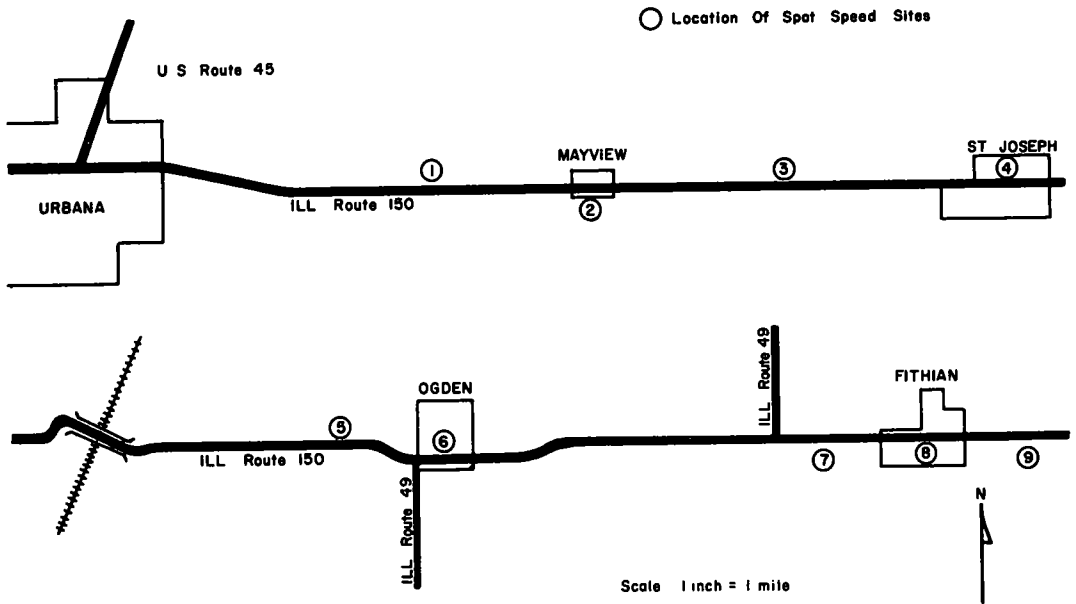 Location Of Spot Speed Sites
U S Route 45
1
MAYVIEW
3
ST JOSEPH
4
URBANA
ILL Route 150
2
ILL Route 49
FITHIAN
OGDEN
5
6
ILL Route 150
7
8
9
ILL Route 49
N
Scale 1 inch = 1 mile